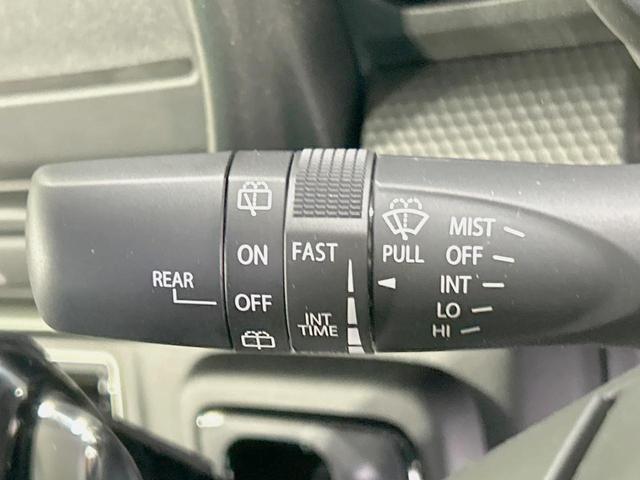 REAR
ON
OFF
FAST
INT
TIME
PULL
MIST
OFF
INT
LO
HI